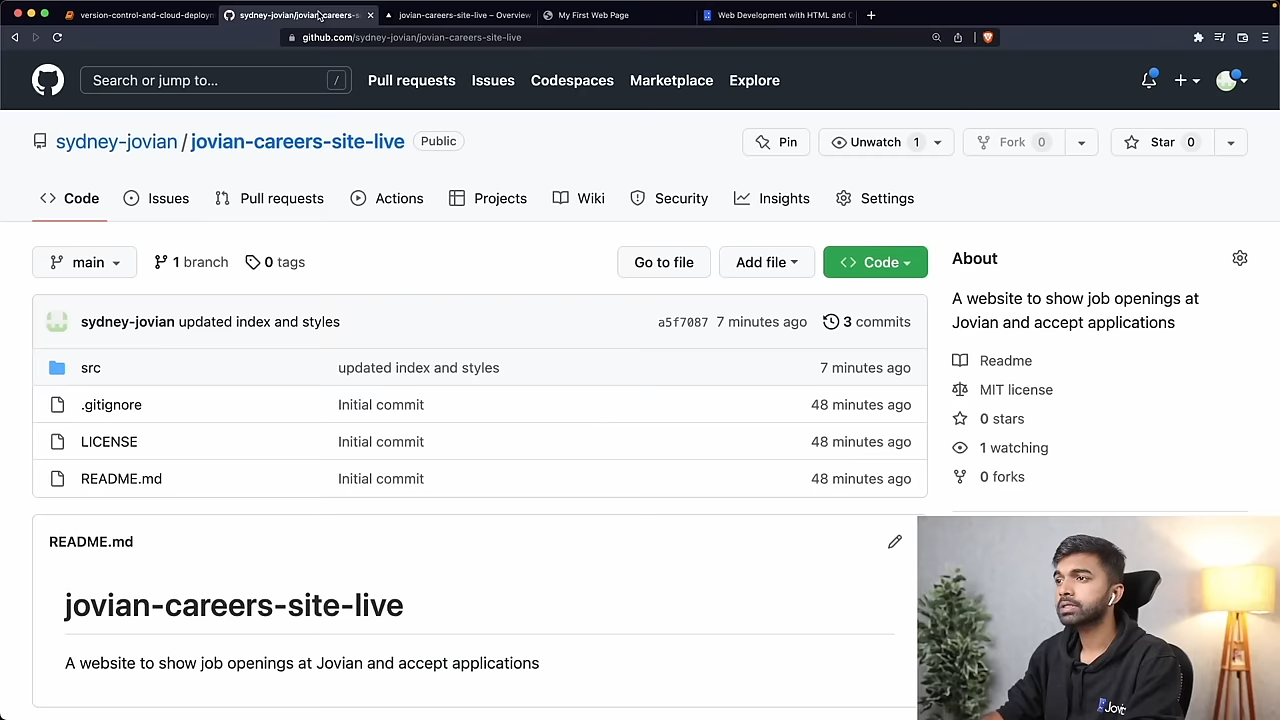 version-control-and-cloud-deploym
sydney-jovian/jovian-careers-s
jovian-careers-site-live – Overview
My First Web Page
Web Development with HTML and C
github.com/sydney-jovian/jovian-careers-site-live
Search or jump to... /
Pull requests
Issues
Codespaces
Marketplace
Explore
sydney-jovian / jovian-careers-site-live Public
Pin
Unwatch 1
Fork 0
Star 0
Code
Issues
Pull requests
Actions
Projects
Wiki
Security
Insights
Settings
main
1 branch
0 tags
Go to file
Add file
Code
sydney-jovian updated index and styles a5f7087 7 minutes ago 3 commits
src updated index and styles 7 minutes ago
.gitignore Initial commit 48 minutes ago
LICENSE Initial commit 48 minutes ago
README.md Initial commit 48 minutes ago
About
A website to show job openings at
Jovian and accept applications
Readme
MIT license
0 stars
1 watching
0 forks
README.md
jovian-careers-site-live
A website to show job openings at Jovian and accept applications